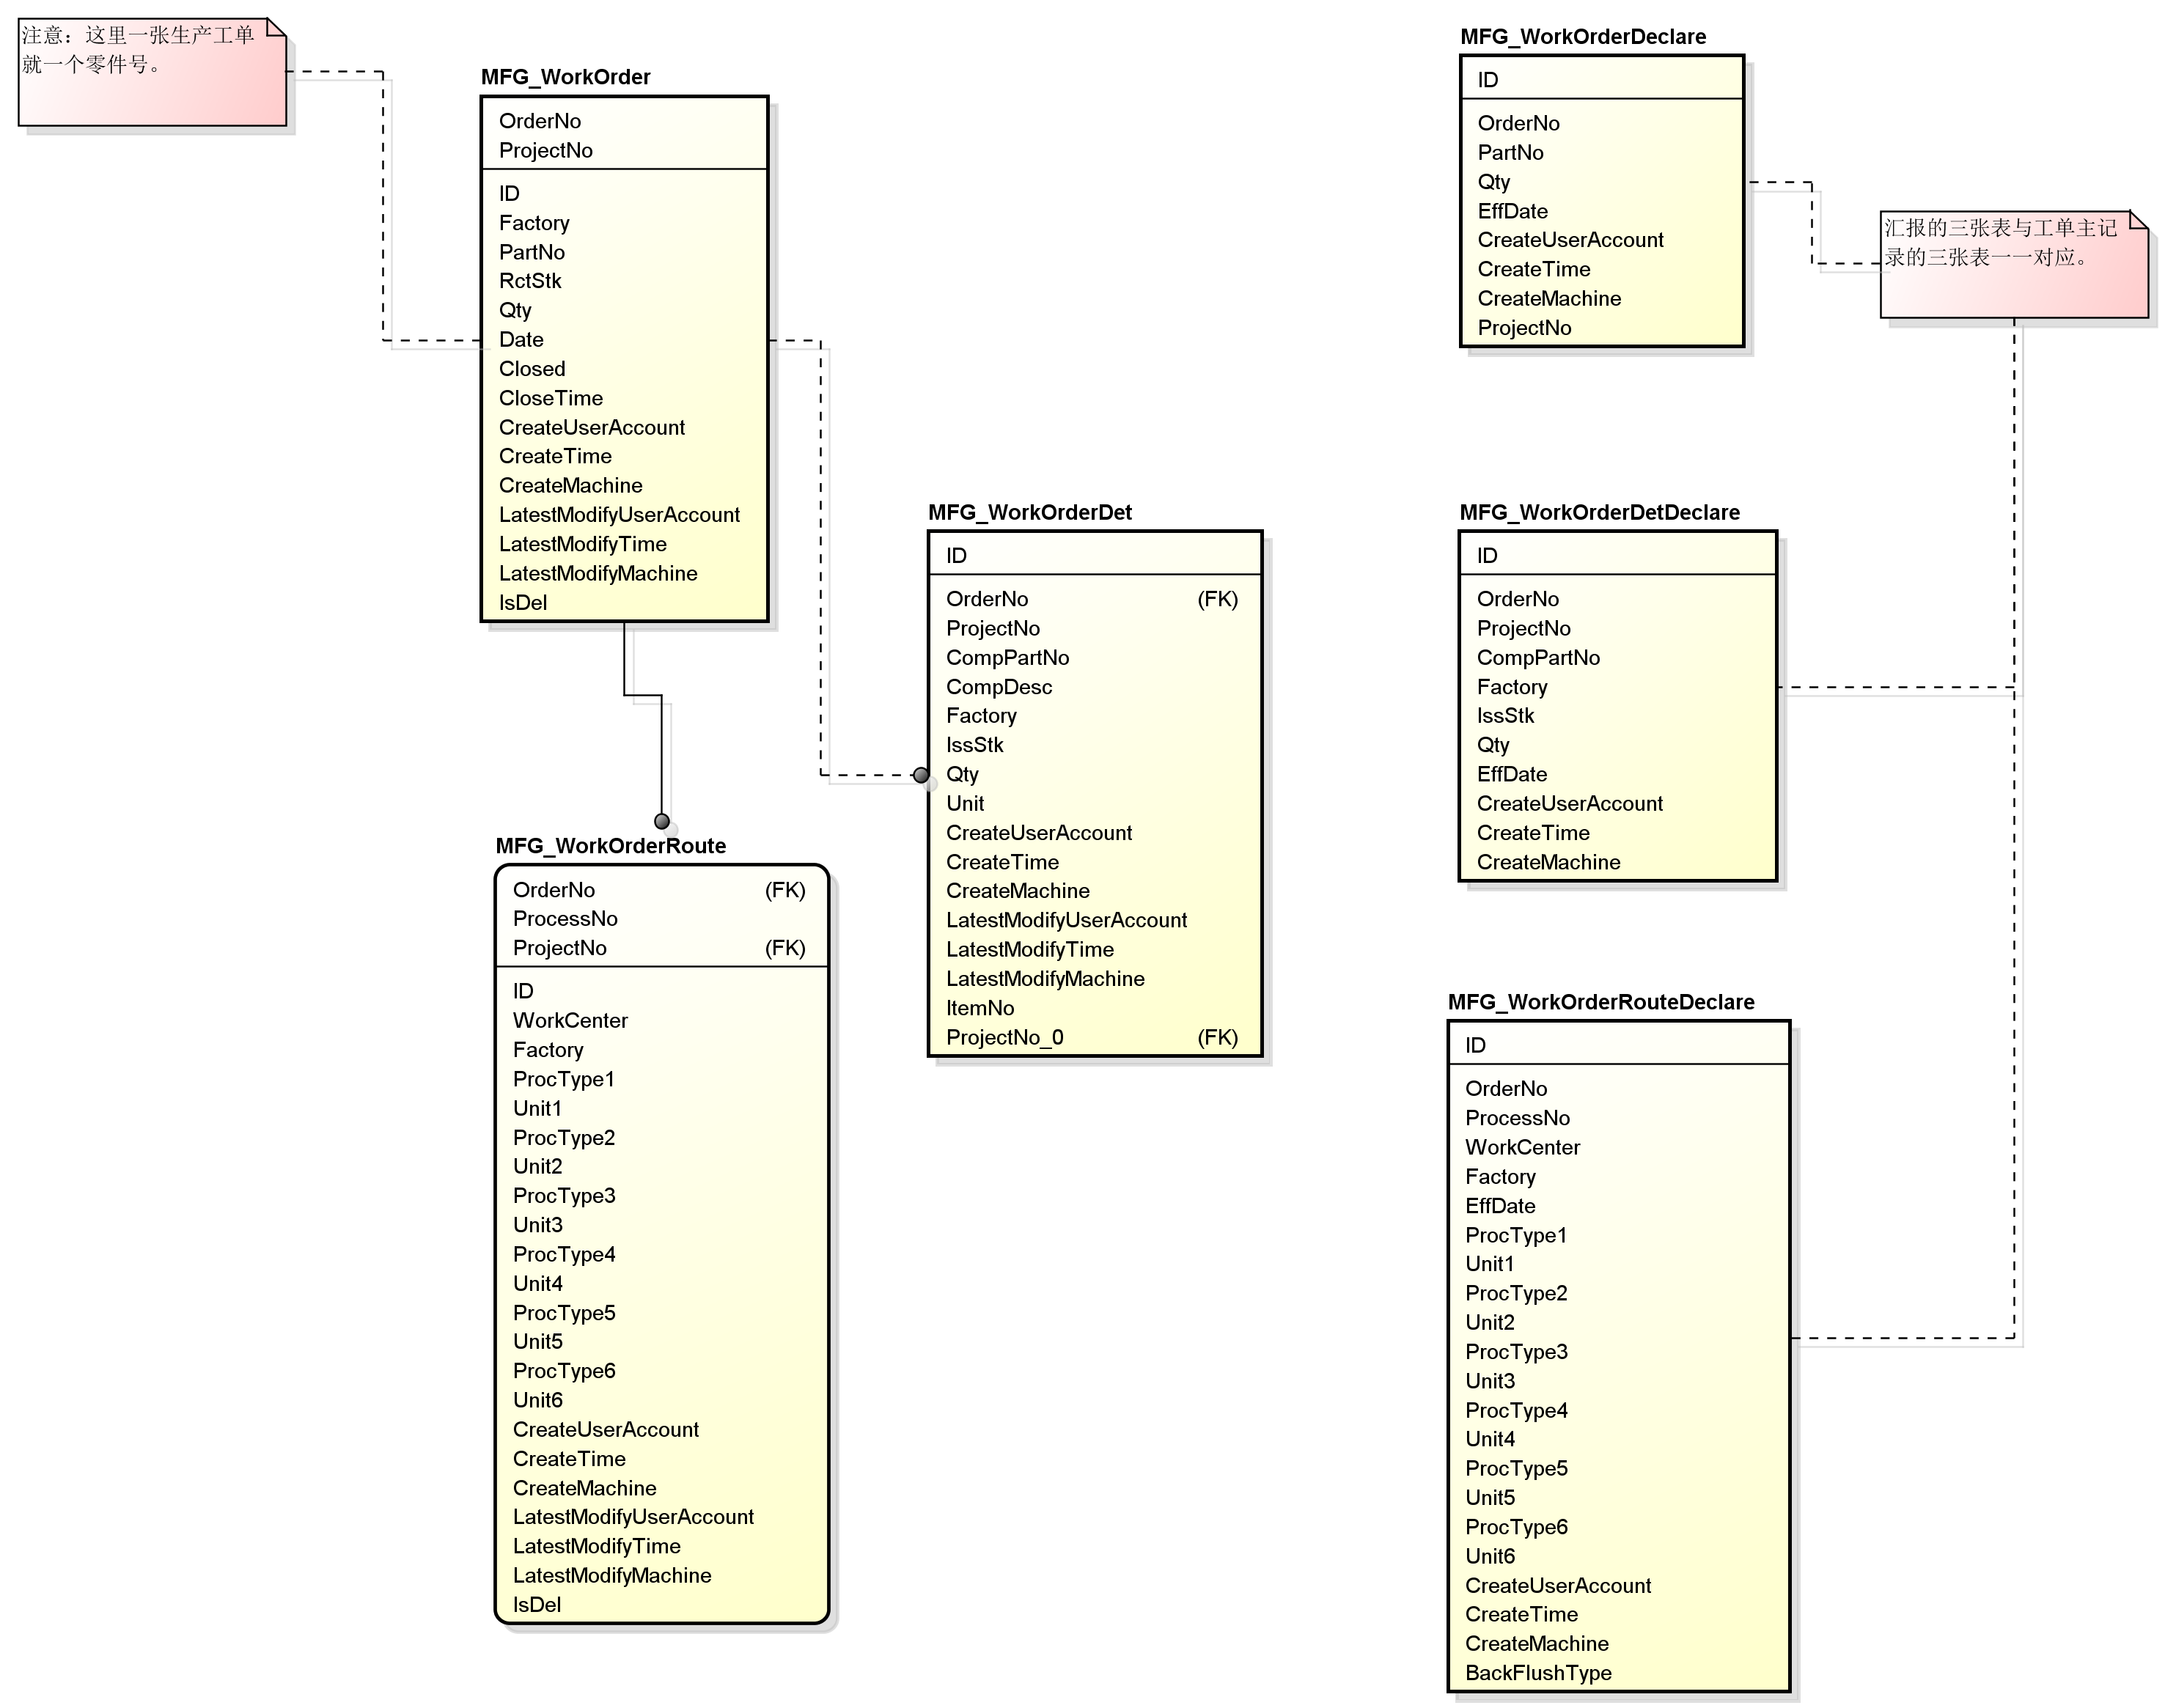 注意：这里一张生产工单
就一个零件号。
MFG_WorkOrder
OrderNo
ProjectNo
ID
Factory
PartNo
RctStk
Qty
Date
Closed
CloseTime
CreateUserAccount
CreateTime
CreateMachine
LatestModifyUserAccount
LatestModifyTime
LatestModifyMachine
IsDel
MFG_WorkOrderRoute
OrderNo (FK)
ProcessNo
ProjectNo (FK)
ID
WorkCenter
Factory
ProcType1
Unit1
ProcType2
Unit2
ProcType3
Unit3
ProcType4
Unit4
ProcType5
Unit5
ProcType6
Unit6
CreateUserAccount
CreateTime
CreateMachine
LatestModifyUserAccount
LatestModifyTime
LatestModifyMachine
IsDel
MFG_WorkOrderDet
ID
OrderNo (FK)
ProjectNo
CompPartNo
CompDesc
Factory
IssStk
Qty
Unit
CreateUserAccount
CreateTime
CreateMachine
LatestModifyUserAccount
LatestModifyTime
LatestModifyMachine
ItemNo
ProjectNo_0 (FK)
MFG_WorkOrderDeclare
ID
OrderNo
PartNo
Qty
EffDate
CreateUserAccount
CreateTime
CreateMachine
ProjectNo
汇报的三张表与工单主记
录的三张表一一对应。
MFG_WorkOrderDetDeclare
ID
OrderNo
ProjectNo
CompPartNo
Factory
IssStk
Qty
EffDate
CreateUserAccount
CreateTime
CreateMachine
MFG_WorkOrderRouteDeclare
ID
OrderNo
ProcessNo
WorkCenter
Factory
EffDate
ProcType1
Unit1
ProcType2
Unit2
ProcType3
Unit3
ProcType4
Unit4
ProcType5
Unit5
ProcType6
Unit6
CreateUserAccount
CreateTime
CreateMachine
BackFlushType